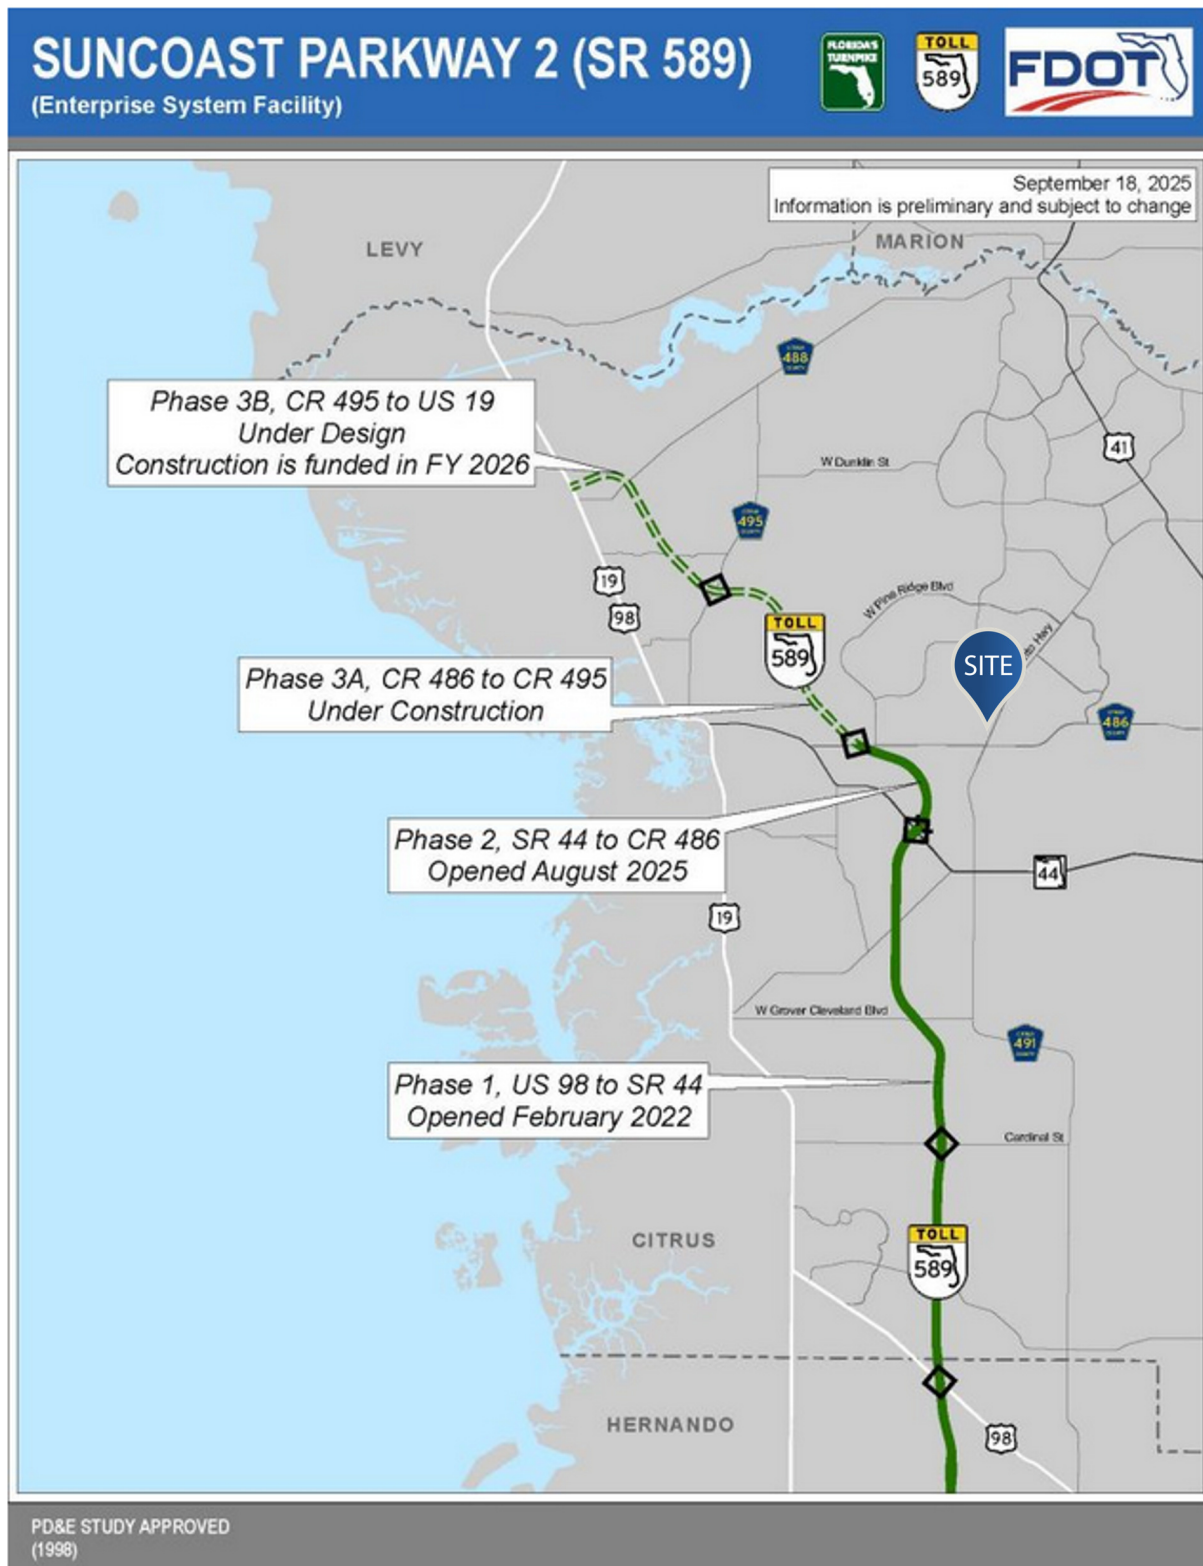 SUNCOAST PARKWAY 2 (SR 589)
(Enterprise System Facility)
FLORIDA'S
TURNPIKE
TOLL
589
FDOT
September 18, 2025
Information is preliminary and subject to change
LEVY
MARION
488
Phase 3B, CR 495 to US 19
Under Design
Construction is funded in FY 2026
41
W Dunklin St
495
19
98
W Pine Ridge Blvd
TOLL
589
SITE
Hwy
Phase 3A, CR 486 to CR 495
Under Construction
486
Phase 2, SR 44 to CR 486
Opened August 2025
44
19
W Grover Cleveland Blvd
491
Phase 1, US 98 to SR 44
Opened February 2022
Cardinal St
CITRUS
TOLL
589
HERNANDO
98
PD&E STUDY APPROVED
(1998)